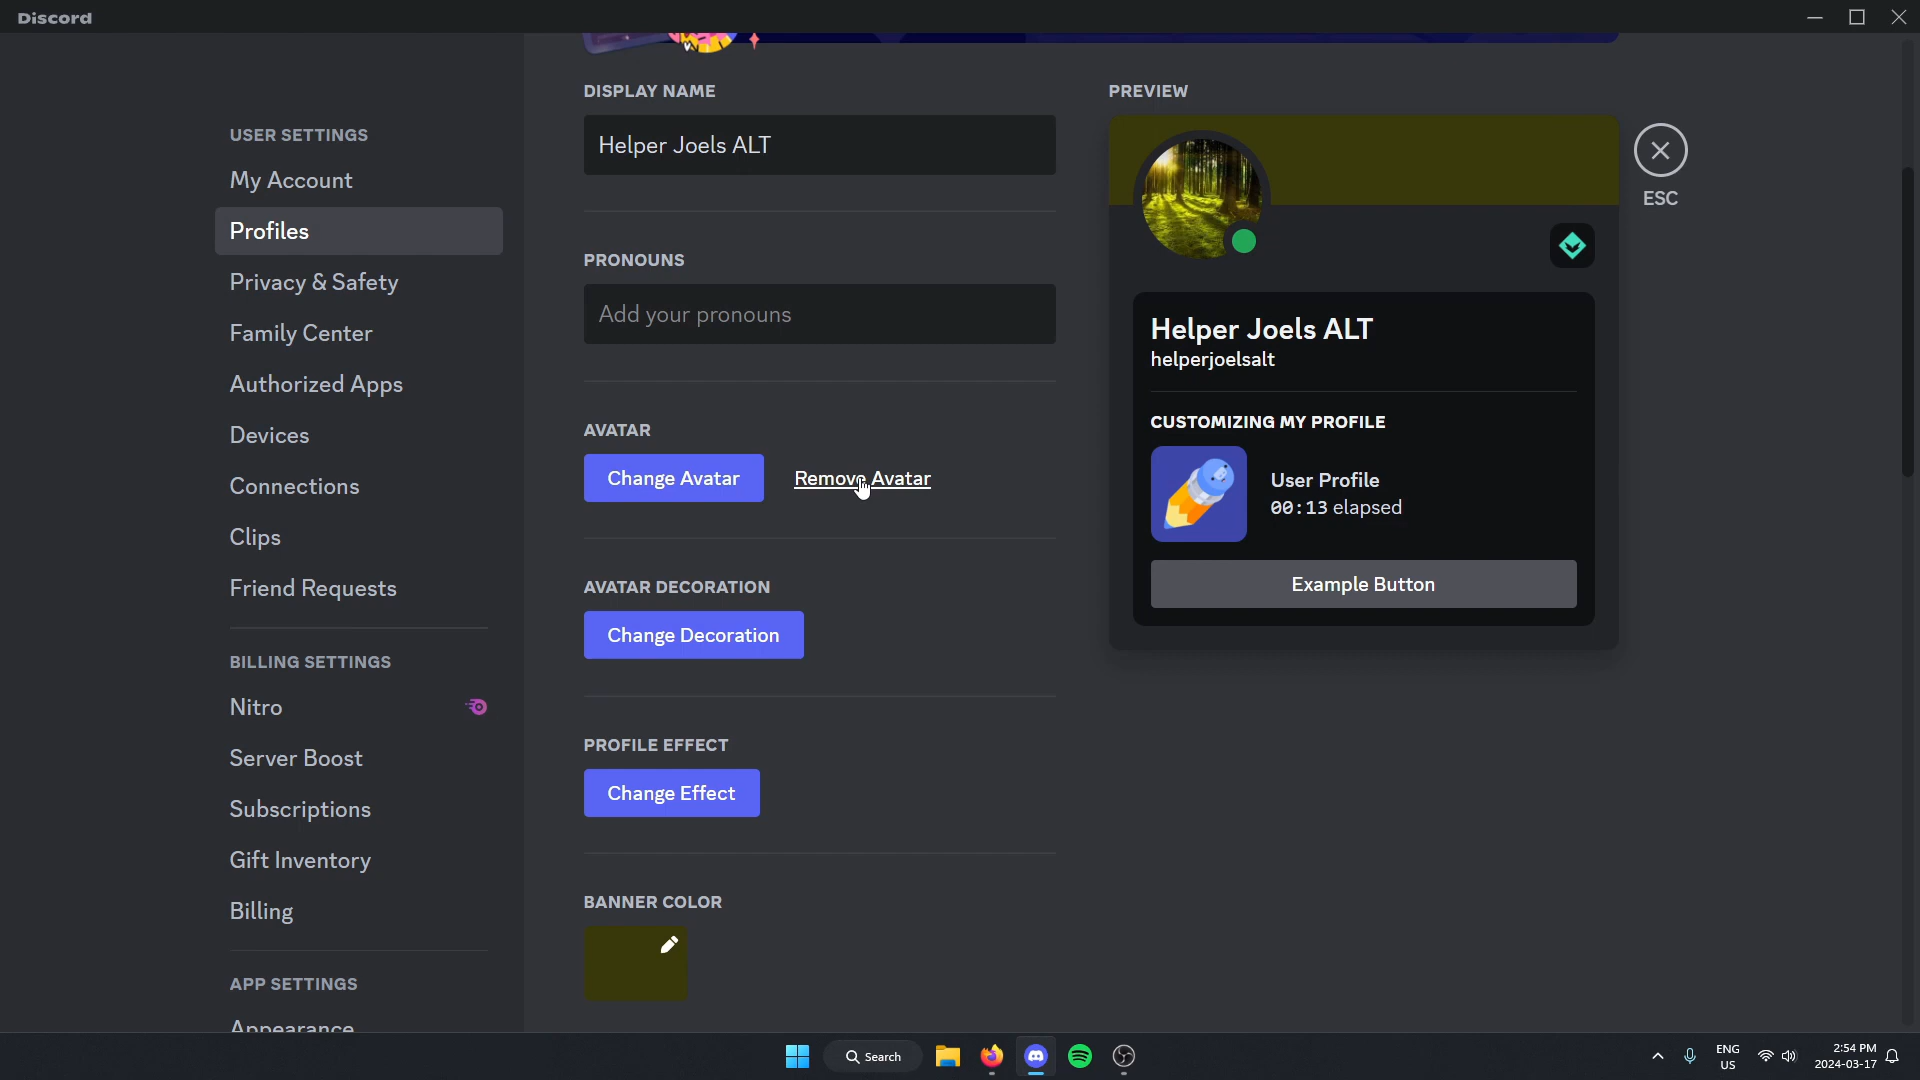 Discord
USER SETTINGS
My Account
Profiles
Privacy & Safety
Family Center
Authorized Apps
Devices
Connections
Clips
Friend Requests
BILLING SETTINGS
Nitro
Server Boost
Subscriptions
Gift Inventory
Billing
APP SETTINGS
Appearance
DISPLAY NAME
Helper Joels ALT
PRONOUNS
Add your pronouns
AVATAR
Change Avatar
Remove Avatar
AVATAR DECORATION
Change Decoration
PROFILE EFFECT
Change Effect
BANNER COLOR
PREVIEW
Helper Joels ALT
helperjoelsalt
CUSTOMIZING MY PROFILE
User Profile
00:13 elapsed
Example Button
ESC
Search
ENG
US
2:54 PM
2024-03-17